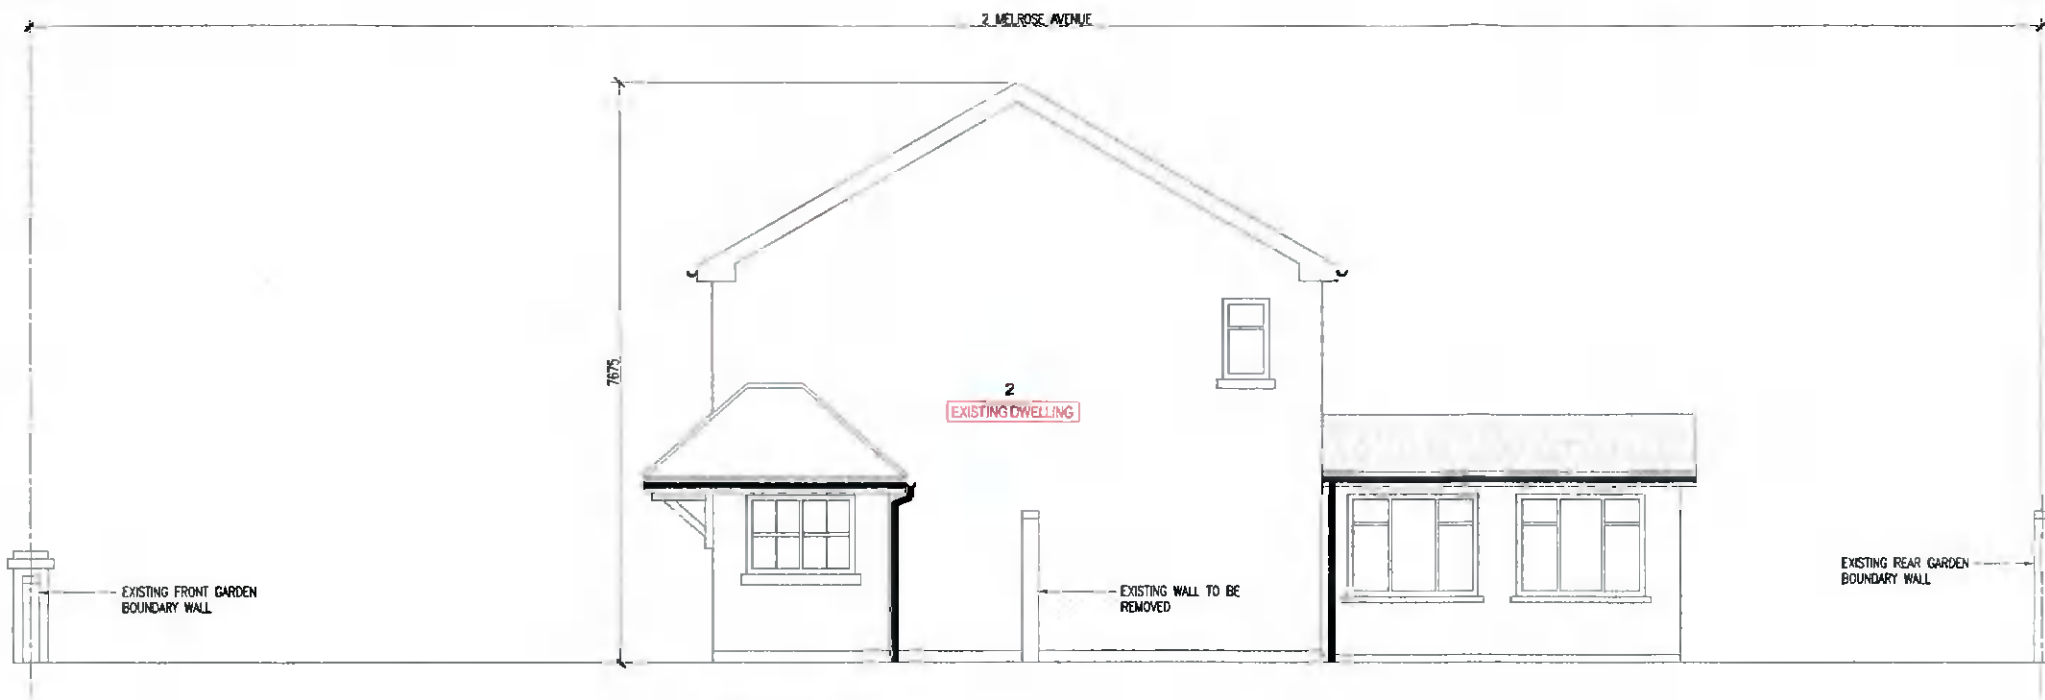 2 MELROSE AVENUE
7675
2
EXISTING DWELLING
EXISTING FRONT GARDEN
BOUNDARY WALL
EXISTING WALL TO BE
REMOVED
EXISTING REAR GARDEN
BOUNDARY WALL